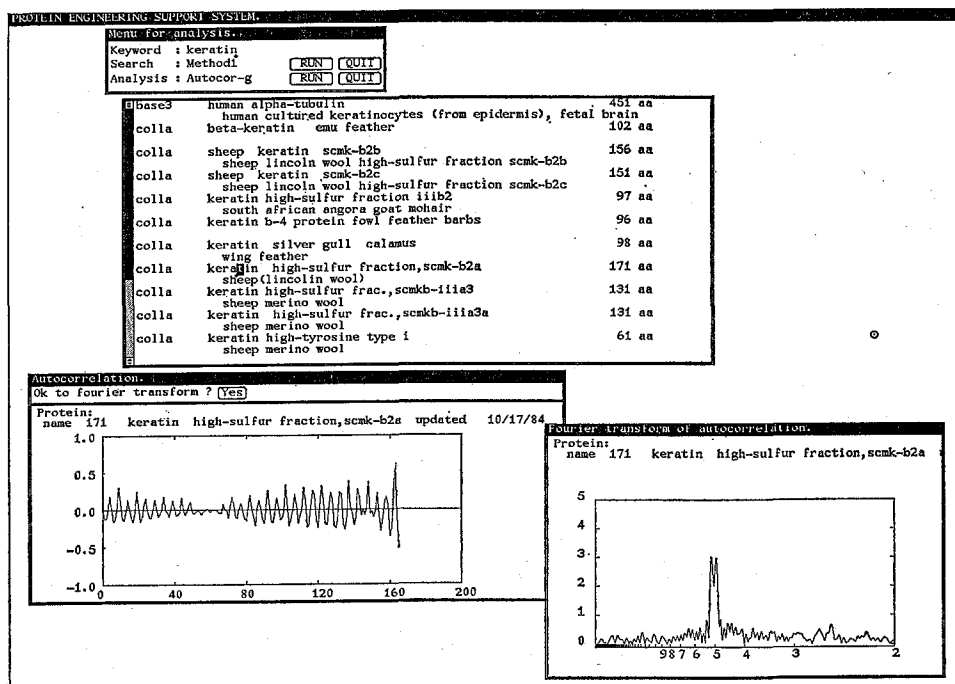 PROTEIN ENGINEERING SUPPORT SYSTEM.
Menu for analysis.
Keyword : keratin
Search : Method1 RUN QUIT
Analysis : Autocor-g RUN QUIT
base3 human alpha-tubulin 451 aa
human cultured keratinocytes (from epidermis), fetal brain
colla beta-keratin emu feather 102 aa
colla sheep keratin scmk-b2b 156 aa
sheep lincoln wool high-sulfur fraction scmk-b2b
colla sheep keratin scmk-b2c 151 aa
sheep lincoln wool high-sulfur fraction scmk-b2c
colla keratin high-sulfur fraction iiib2 97 aa
south african angora goat mohair
colla keratin b-4 protein fowl feather barbs 96 aa
colla keratin silver gull calamus 98 aa
wing feather
colla keratin high-sulfur fraction,scmk-b2a 171 aa
sheep(lincolin wool)
colla keratin high-sulfur frac.,scmkb-iiia3 131 aa
sheep merino wool
colla keratin high-sulfur frac.,scmkb-iiia3a 131 aa
sheep merino wool
colla keratin high-tyrosine type i 61 aa
sheep merino wool
Autocorrelation.
Ok to fourier transform ? Yes
Protein:
name 171 keratin high-sulfur fraction,scmk-b2a updated 10/17/84
1.0
0.5
0.0
-0.5
-1.0
0 40 80 120 160 200
Fourier transform of autocorrelation.
Protein:
name 171 keratin high-sulfur fraction,scmk-b2a
5
4
3
2
1
0
9 8 7 6 5 4 3 2